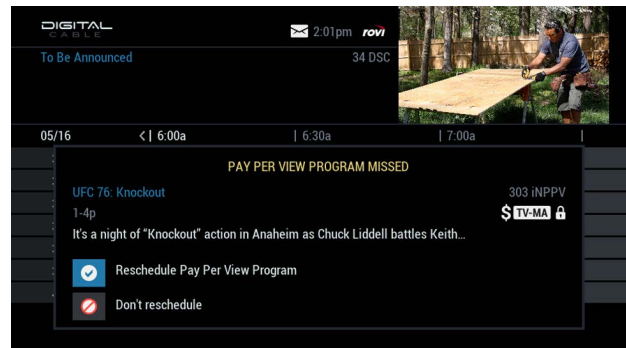 DIGITAL
CABLE
2:01pm rovi
To Be Announced 34 DSC
05/16 <| 6:00a | 6:30a | 7:00a |
PAY PER VIEW PROGRAM MISSED
UFC 76: Knockout 303 iNPPV
1-4p $ TV-MA
It's a night of “Knockout” action in Anaheim as Chuck Liddell battles Keith...
Reschedule Pay Per View Program
Don't reschedule